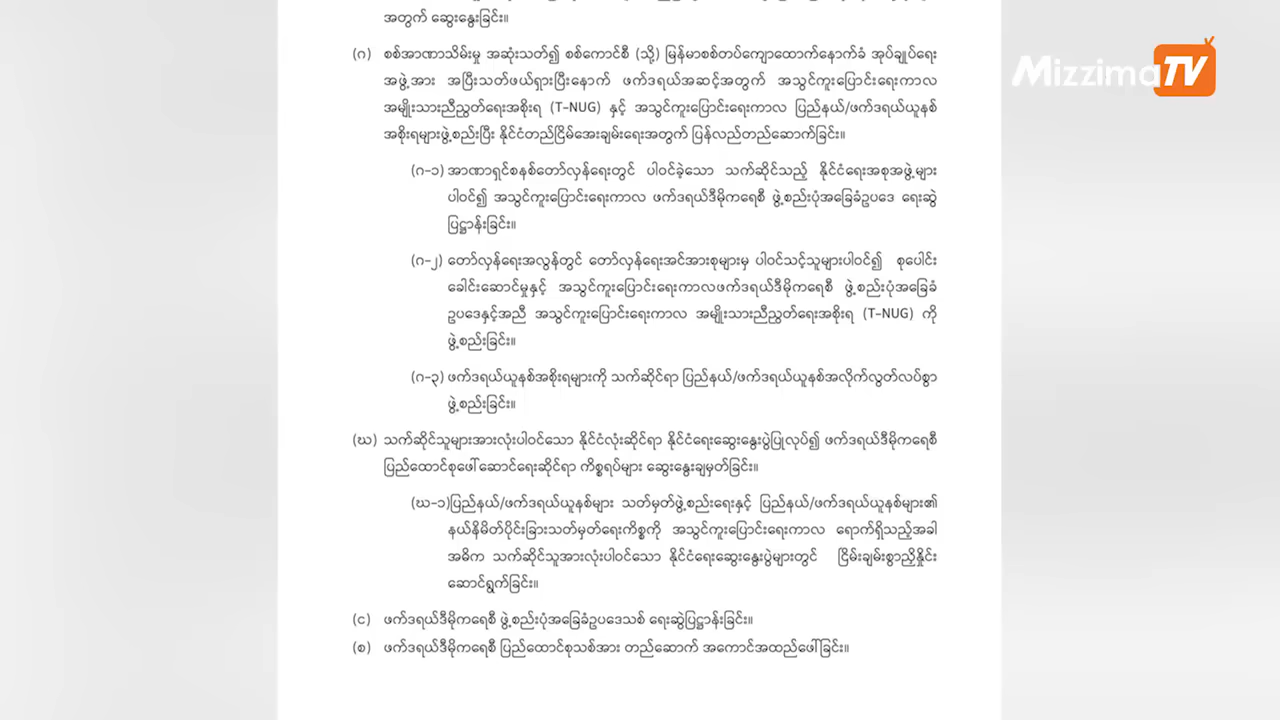 အတွက် ဆွေးနွေးခြင်း။
(ဂ) စစ်အာဏာသိမ်းမှု အဆုံးသတ်၍ စစ်ကောင်စီ (သို့) မြန်မာစစ်တပ်ကျောထောက်နောက်ခံ အုပ်ချုပ်ရေး
အဖွဲ့အား အပြီးသတ်ဖယ်ရှားပြီးနောက် ဖက်ဒရယ်အဆင့်အတွက် အသွင်ကူးပြောင်းရေးကာလ
အမျိုးသားညီညွတ်ရေးအစိုးရ (T-NUG) နှင့် အသွင်ကူးပြောင်းရေးကာလ ပြည်နယ်/ဖက်ဒရယ်ယူနစ်
အစိုးရများဖွဲ့စည်းပြီး နိုင်ငံတည်ငြိမ်အေးချမ်းရေးအတွက် ပြန်လည်တည်ဆောက်ခြင်း။
(ဂ-၁) အာဏာရှင်စနစ်တော်လှန်ရေးတွင် ပါဝင်ခဲ့သော သက်ဆိုင်သည့် နိုင်ငံရေးအစုအဖွဲ့များ
ပါဝင်၍ အသွင်ကူးပြောင်းရေးကာလ ဖက်ဒရယ်ဒီမိုကရေစီ ဖွဲ့စည်းပုံအခြေခံဥပဒေ ရေးဆွဲ
ပြဋ္ဌာန်းခြင်း။
(ဂ-၂) တော်လှန်ရေးအလွန်တွင် တော်လှန်ရေးအင်အားစုများမှ ပါဝင်သင့်သူများပါဝင်၍ စုပေါင်း
ခေါင်းဆောင်မှုနှင့် အသွင်ကူးပြောင်းရေးကာလဖက်ဒရယ်ဒီမိုကရေစီ ဖွဲ့စည်းပုံအခြေခံ
ဥပဒေနှင့်အညီ အသွင်ကူးပြောင်းရေးကာလ အမျိုးသားညီညွတ်ရေးအစိုးရ (T-NUG) ကို
ဖွဲ့စည်းခြင်း။
(ဂ-၃) ဖက်ဒရယ်ယူနစ်အစိုးရများကို သက်ဆိုင်ရာ ပြည်နယ်/ဖက်ဒရယ်ယူနစ်အလိုက်လွတ်လပ်စွာ
ဖွဲ့စည်းခြင်း။
(ဃ) သက်ဆိုင်သူများအားလုံးပါဝင်သော နိုင်ငံလုံးဆိုင်ရာ နိုင်ငံရေးဆွေးနွေးပွဲပြုလုပ်၍ ဖက်ဒရယ်ဒီမိုကရေစီ
ပြည်ထောင်စုဖော်ဆောင်ရေးဆိုင်ရာ ကိစ္စရပ်များ ဆွေးနွေးချမှတ်ခြင်း။
(ဃ-၁)ပြည်နယ်/ဖက်ဒရယ်ယူနစ်များ သတ်မှတ်ဖွဲ့စည်းရေးနှင့် ပြည်နယ်/ဖက်ဒရယ်ယူနစ်များ၏
နယ်နိမိတ်ပိုင်းခြားသတ်မှတ်ရေးကိစ္စကို အသွင်ကူးပြောင်းရေးကာလ ရောက်ရှိသည့်အခါ
အဓိက သက်ဆိုင်သူအားလုံးပါဝင်သော နိုင်ငံရေးဆွေးနွေးပွဲများတွင် ငြိမ်းချမ်းစွာညှိနှိုင်း
ဆောင်ရွက်ခြင်း။
(င) ဖက်ဒရယ်ဒီမိုကရေစီ ဖွဲ့စည်းပုံအခြေခံဥပဒေသစ် ရေးဆွဲပြဋ္ဌာန်းခြင်း။
(စ) ဖက်ဒရယ်ဒီမိုကရေစီ ပြည်ထောင်စုသစ်အား တည်ဆောက် အကောင်အထည်ဖော်ခြင်း။
Mizzima TV